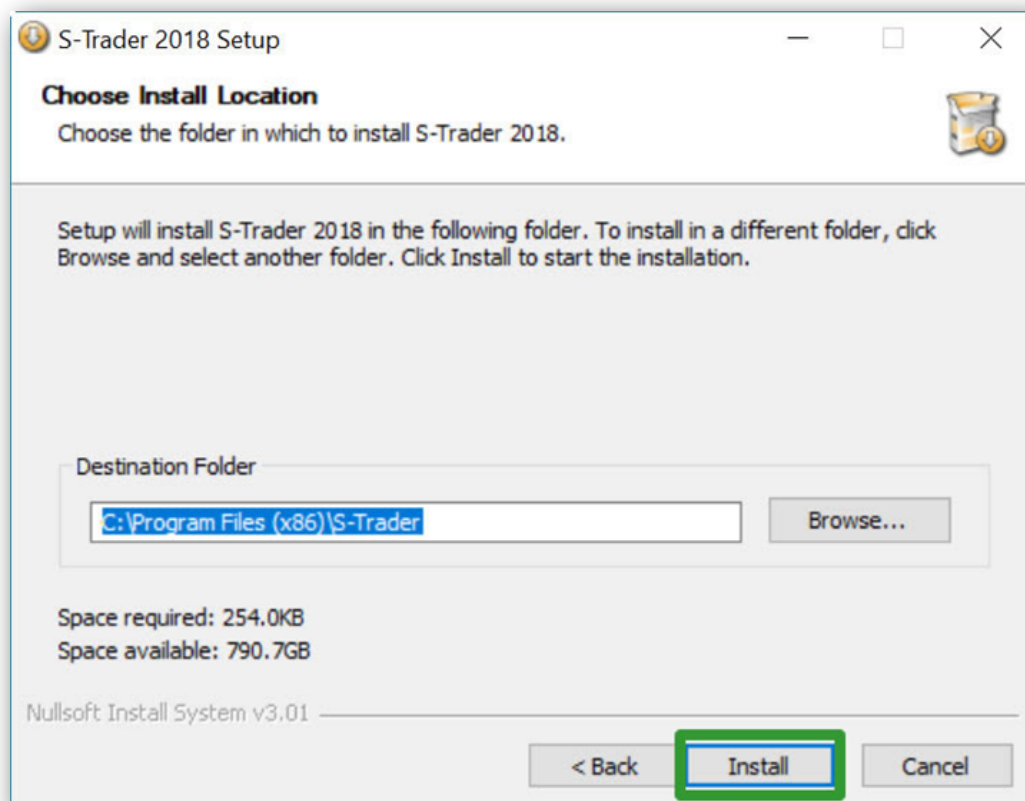 S-Trader 2018 Setup
Choose Install Location
Choose the folder in which to install S-Trader 2018.
Setup will install S-Trader 2018 in the following folder. To install in a different folder, click
Browse and select another folder. Click Install to start the installation.
Destination Folder
C:\Program Files (x86)\S-Trader
Browse...
Space required: 254.0KB
Space available: 790.7GB
Nullsoft Install System v3.01
< Back
Install
Cancel